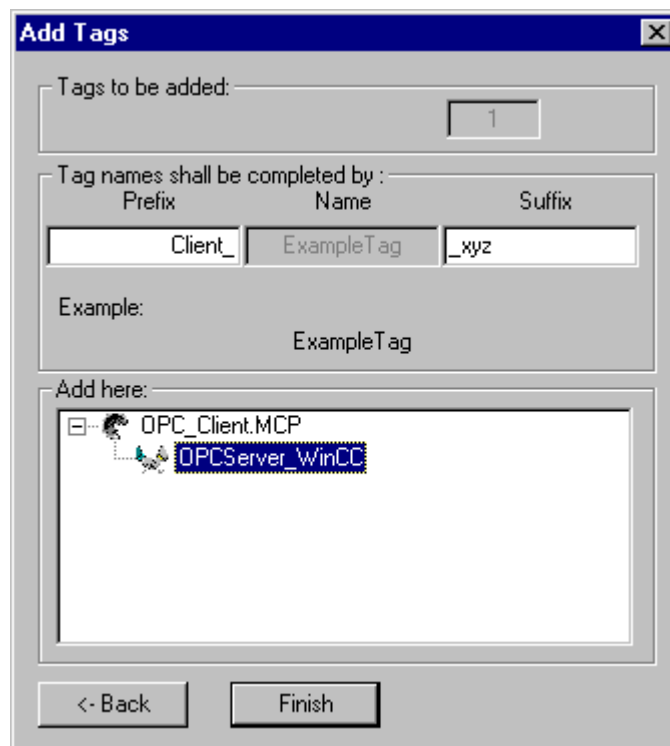 Add Tags
Tags to be added:
1
Tag names shall be completed by :
Prefix Name Suffix
Client_ ExampleTag _xyz
Example:
ExampleTag
Add here:
OPC_Client.MCP
OPCServer_WinCC
<- Back Finish